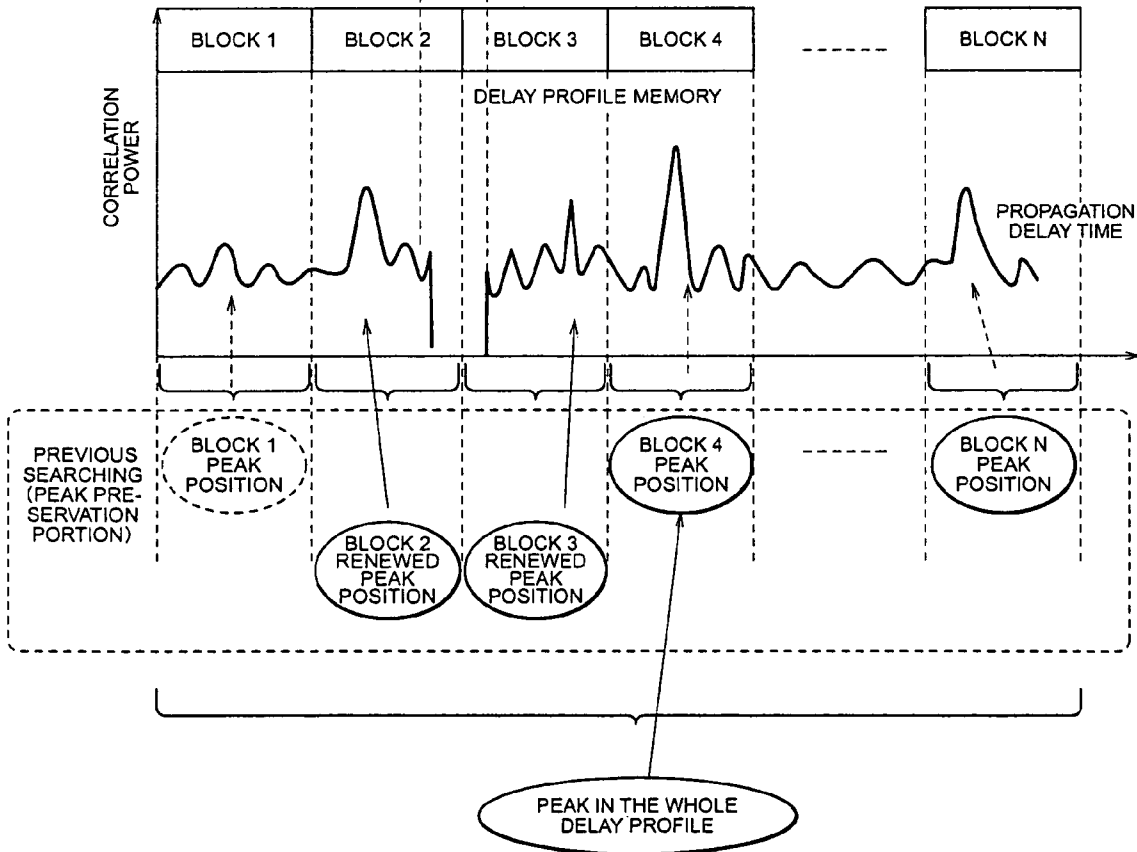 BLOCK 1
BLOCK 2
BLOCK 3
BLOCK 4
BLOCK N
DELAY PROFILE MEMORY
CORRELATION
POWER
PROPAGATION
DELAY TIME
PREVIOUS
SEARCHING
(PEAK PRE-
SERVATION
PORTION)
BLOCK 1
PEAK
POSITION
BLOCK 2
RENEWED
PEAK
POSITION
BLOCK 3
RENEWED
PEAK
POSITION
BLOCK 4
PEAK
POSITION
BLOCK N
PEAK
POSITION
PEAK IN THE WHOLE
DELAY PROFILE